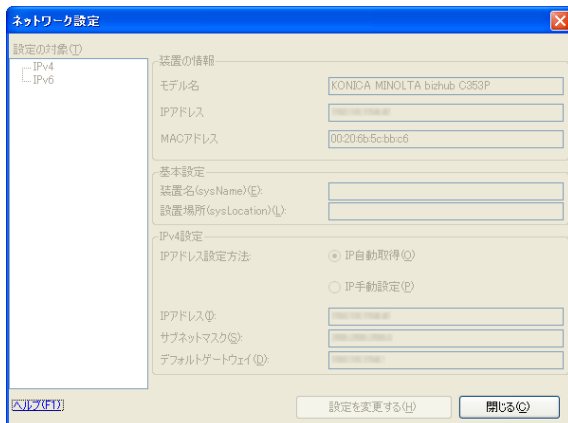 ネットワーク設定
設定の対象(T)
IPv4
IPv6
装置の情報
モデル名 KONICA MINOLTA bizhub C353P
IPアドレス
MACアドレス 00:20:6b:5c:bb:c6
基本設定
装置名(sysName)(E):
設置場所(sysLocation)(L):
IPv4設定
IPアドレス設定方法: IP自動取得(O)
IP手動設定(P)
IPアドレス(I):
サブネットマスク(S):
デフォルトゲートウェイ(D):
ヘルプ(F1) 設定を変更する(H) 閉じる(C)